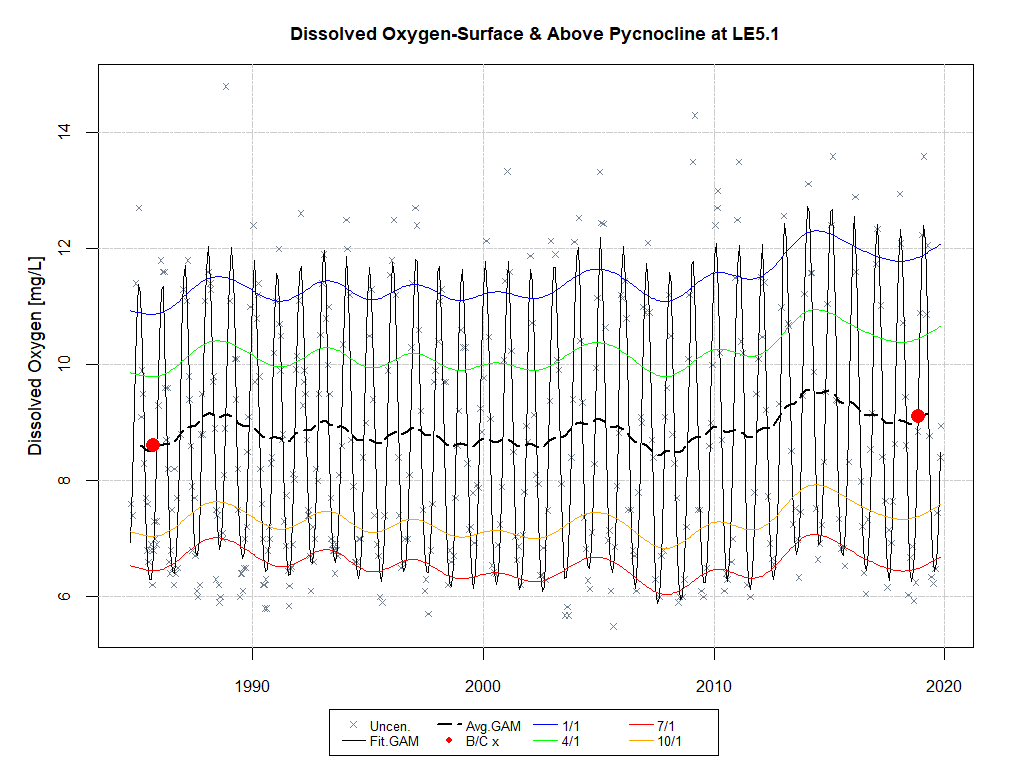 Dissolved Oxygen-Surface & Above Pycnocline at LE5.1
Dissolved Oxygen [mg/L]
14
12
10
8
6
1990
2000
2010
2020
Uncen. Avg.GAM 1/1 7/1
Fit.GAM B/C x 4/1 10/1